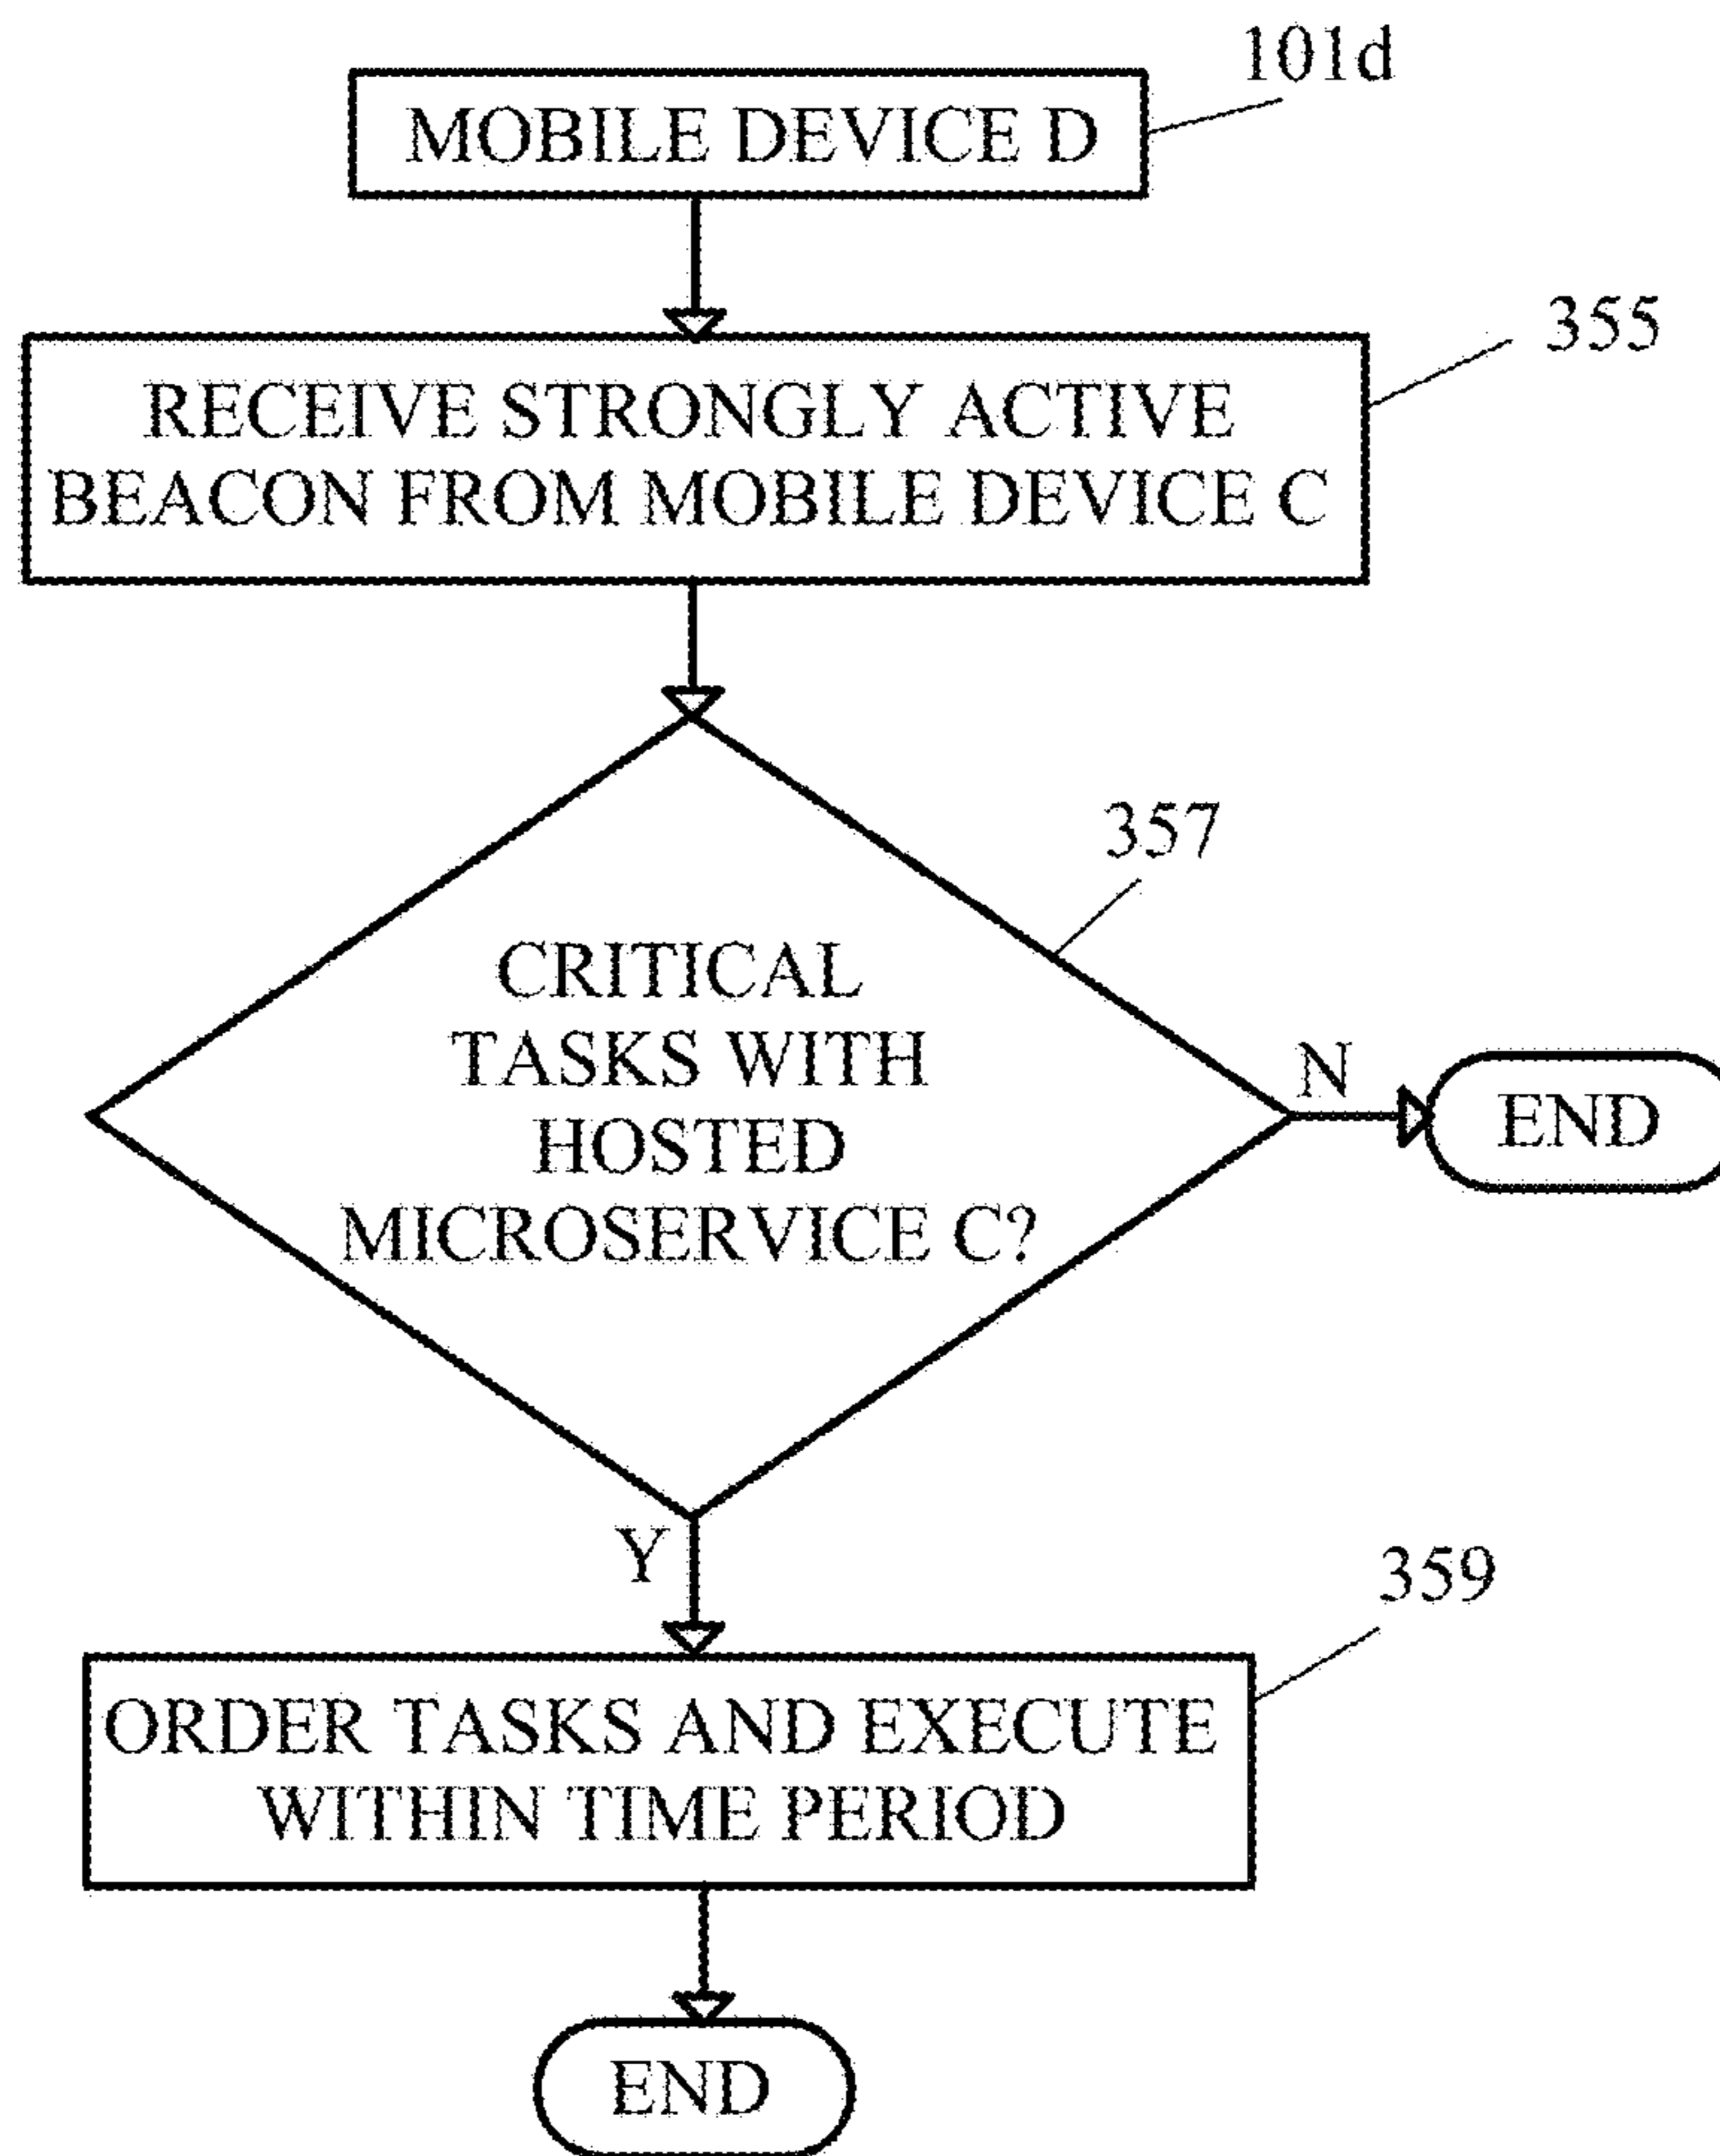 101d
MOBILE DEVICE D
355
RECEIVE STRONGLY ACTIVE
BEACON FROM MOBILE DEVICE C
357
CRITICAL
TASKS WITH
HOSTED
MICROSERVICE C?
N
END
Y
359
ORDER TASKS AND EXECUTE
WITHIN TIME PERIOD
END